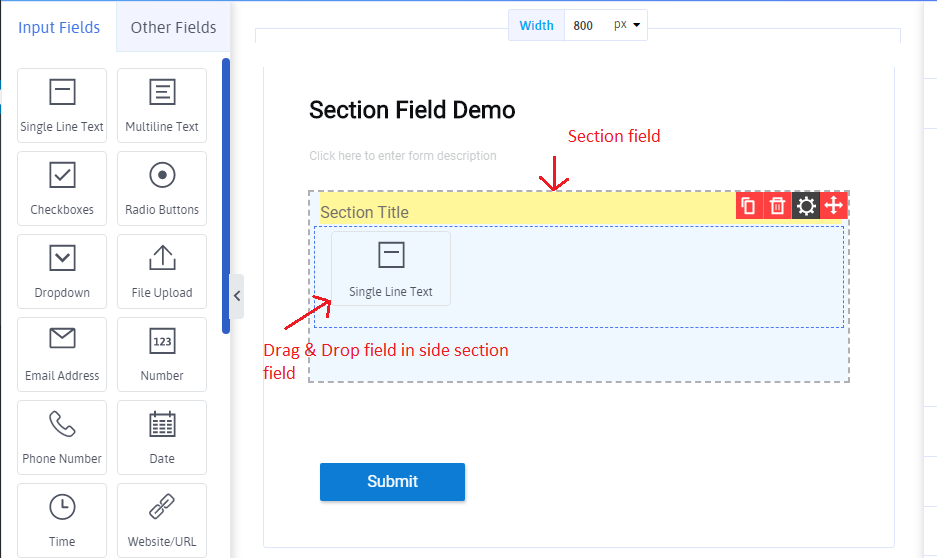 Input Fields
Other Fields
Single Line Text
Multiline Text
Checkboxes
Radio Buttons
Dropdown
File Upload
Email Address
123
Number
Phone Number
Date
Time
Website/URL
Width 800 px
Section Field Demo
Click here to enter form description
Section field
Section Title
Single Line Text
Drag & Drop field in side section
field
Submit